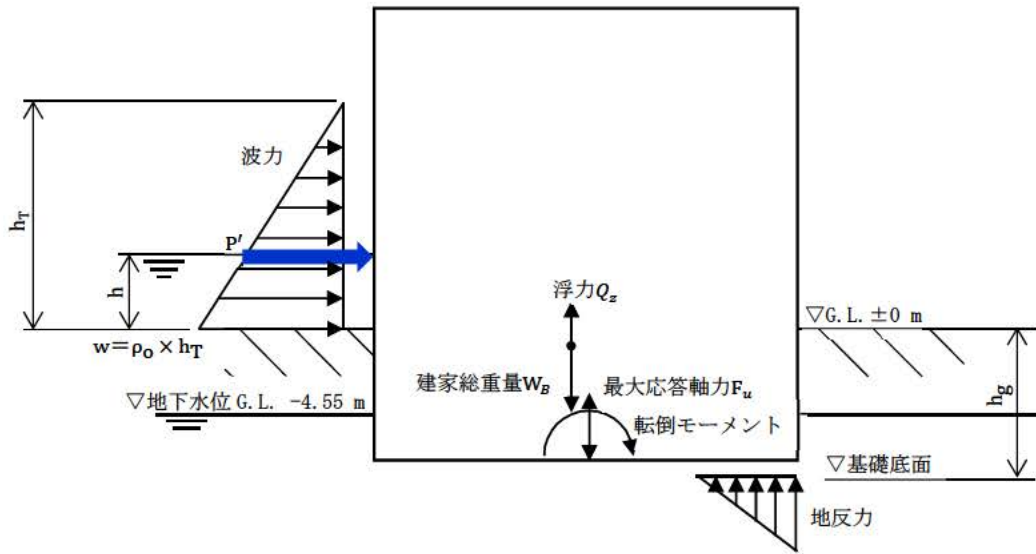 波力
h_T
P′
h
浮力Q_z
▽G.L.±0 m
w＝ρ₀×h_T
建家総重量W_B
最大応答軸力F_u
▽地下水位 G.L. -4.55 m
転倒モーメント
h_g
▽基礎底面
地反力